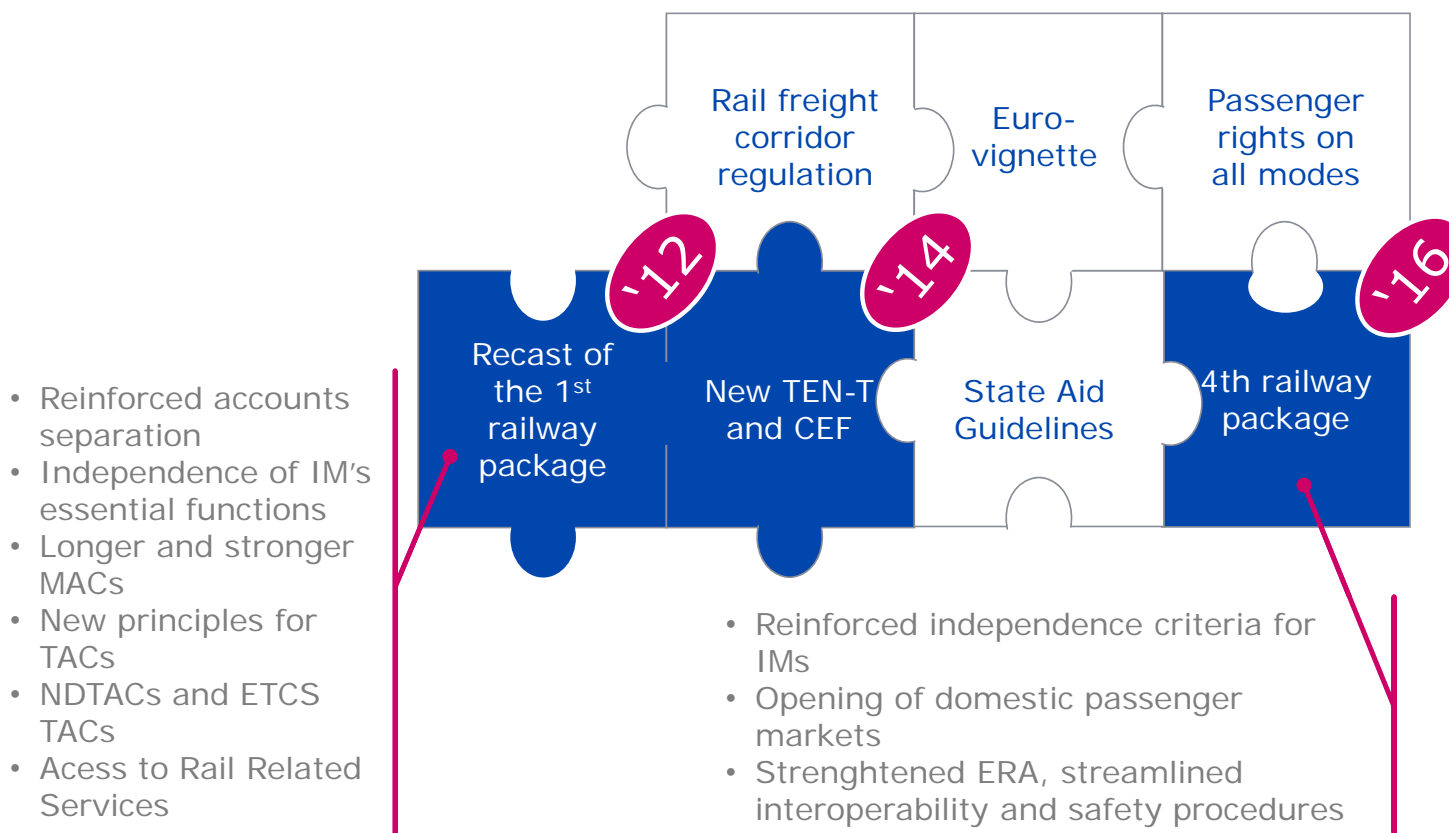 Rail freight
corridor
regulation
Euro-
vignette
Passenger
rights on
all modes
`12
`14
`16
Recast of
the 1st
railway
package
New TEN-T
and CEF
State Aid
Guidelines
4th railway
package
• Reinforced accounts
separation
• Independence of IM’s
essential functions
• Longer and stronger
MACs
• New principles for
TACs
• NDTACs and ETCS
TACs
• Acess to Rail Related
Services
• Reinforced independence criteria for
IMs
• Opening of domestic passenger
markets
• Strenghtened ERA, streamlined
interoperability and safety procedures